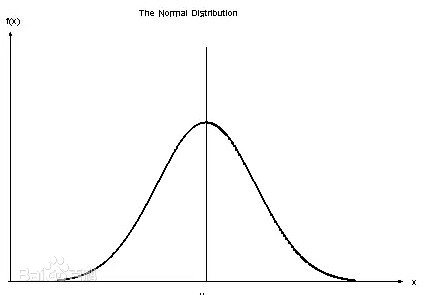 The Normal Distribution
f(x)
x